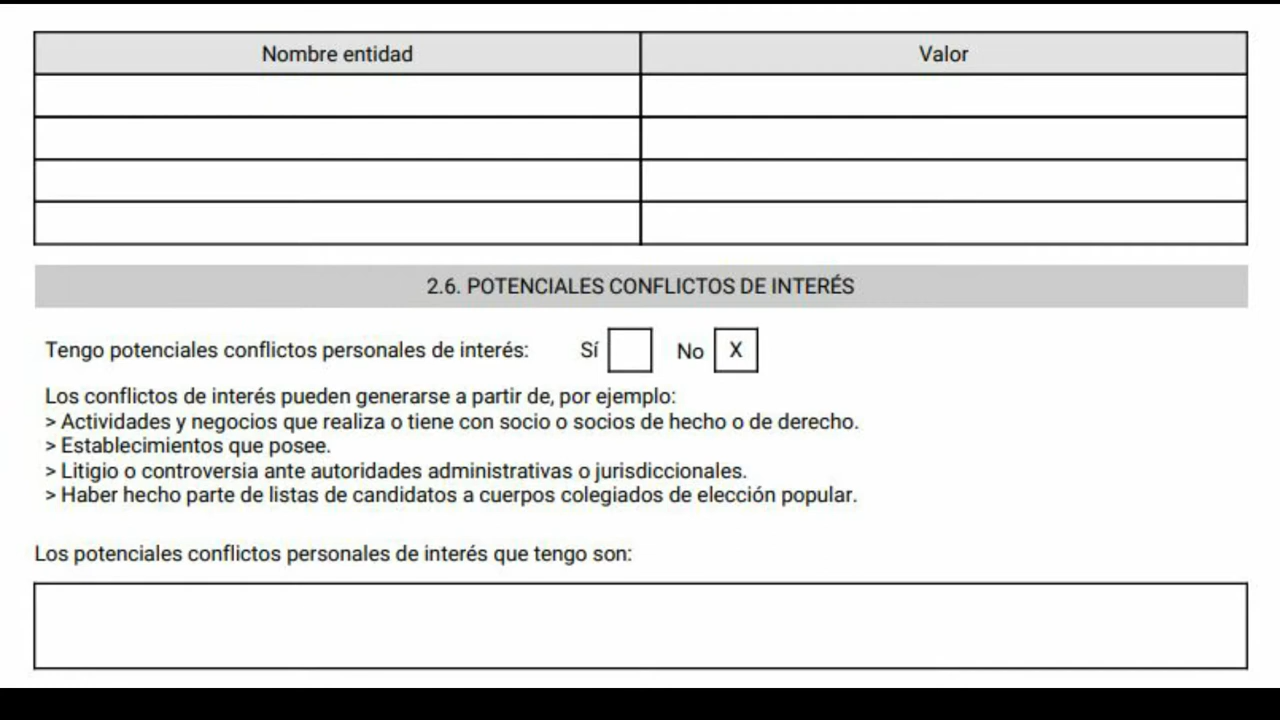 Nombre entidad Valor
2.6. POTENCIALES CONFLICTOS DE INTERÉS
Tengo potenciales conflictos personales de interés: Sí No X
Los conflictos de interés pueden generarse a partir de, por ejemplo:
> Actividades y negocios que realiza o tiene con socio o socios de hecho o de derecho.
> Establecimientos que posee.
> Litigio o controversia ante autoridades administrativas o jurisdiccionales.
> Haber hecho parte de listas de candidatos a cuerpos colegiados de elección popular.
Los potenciales conflictos personales de interés que tengo son: